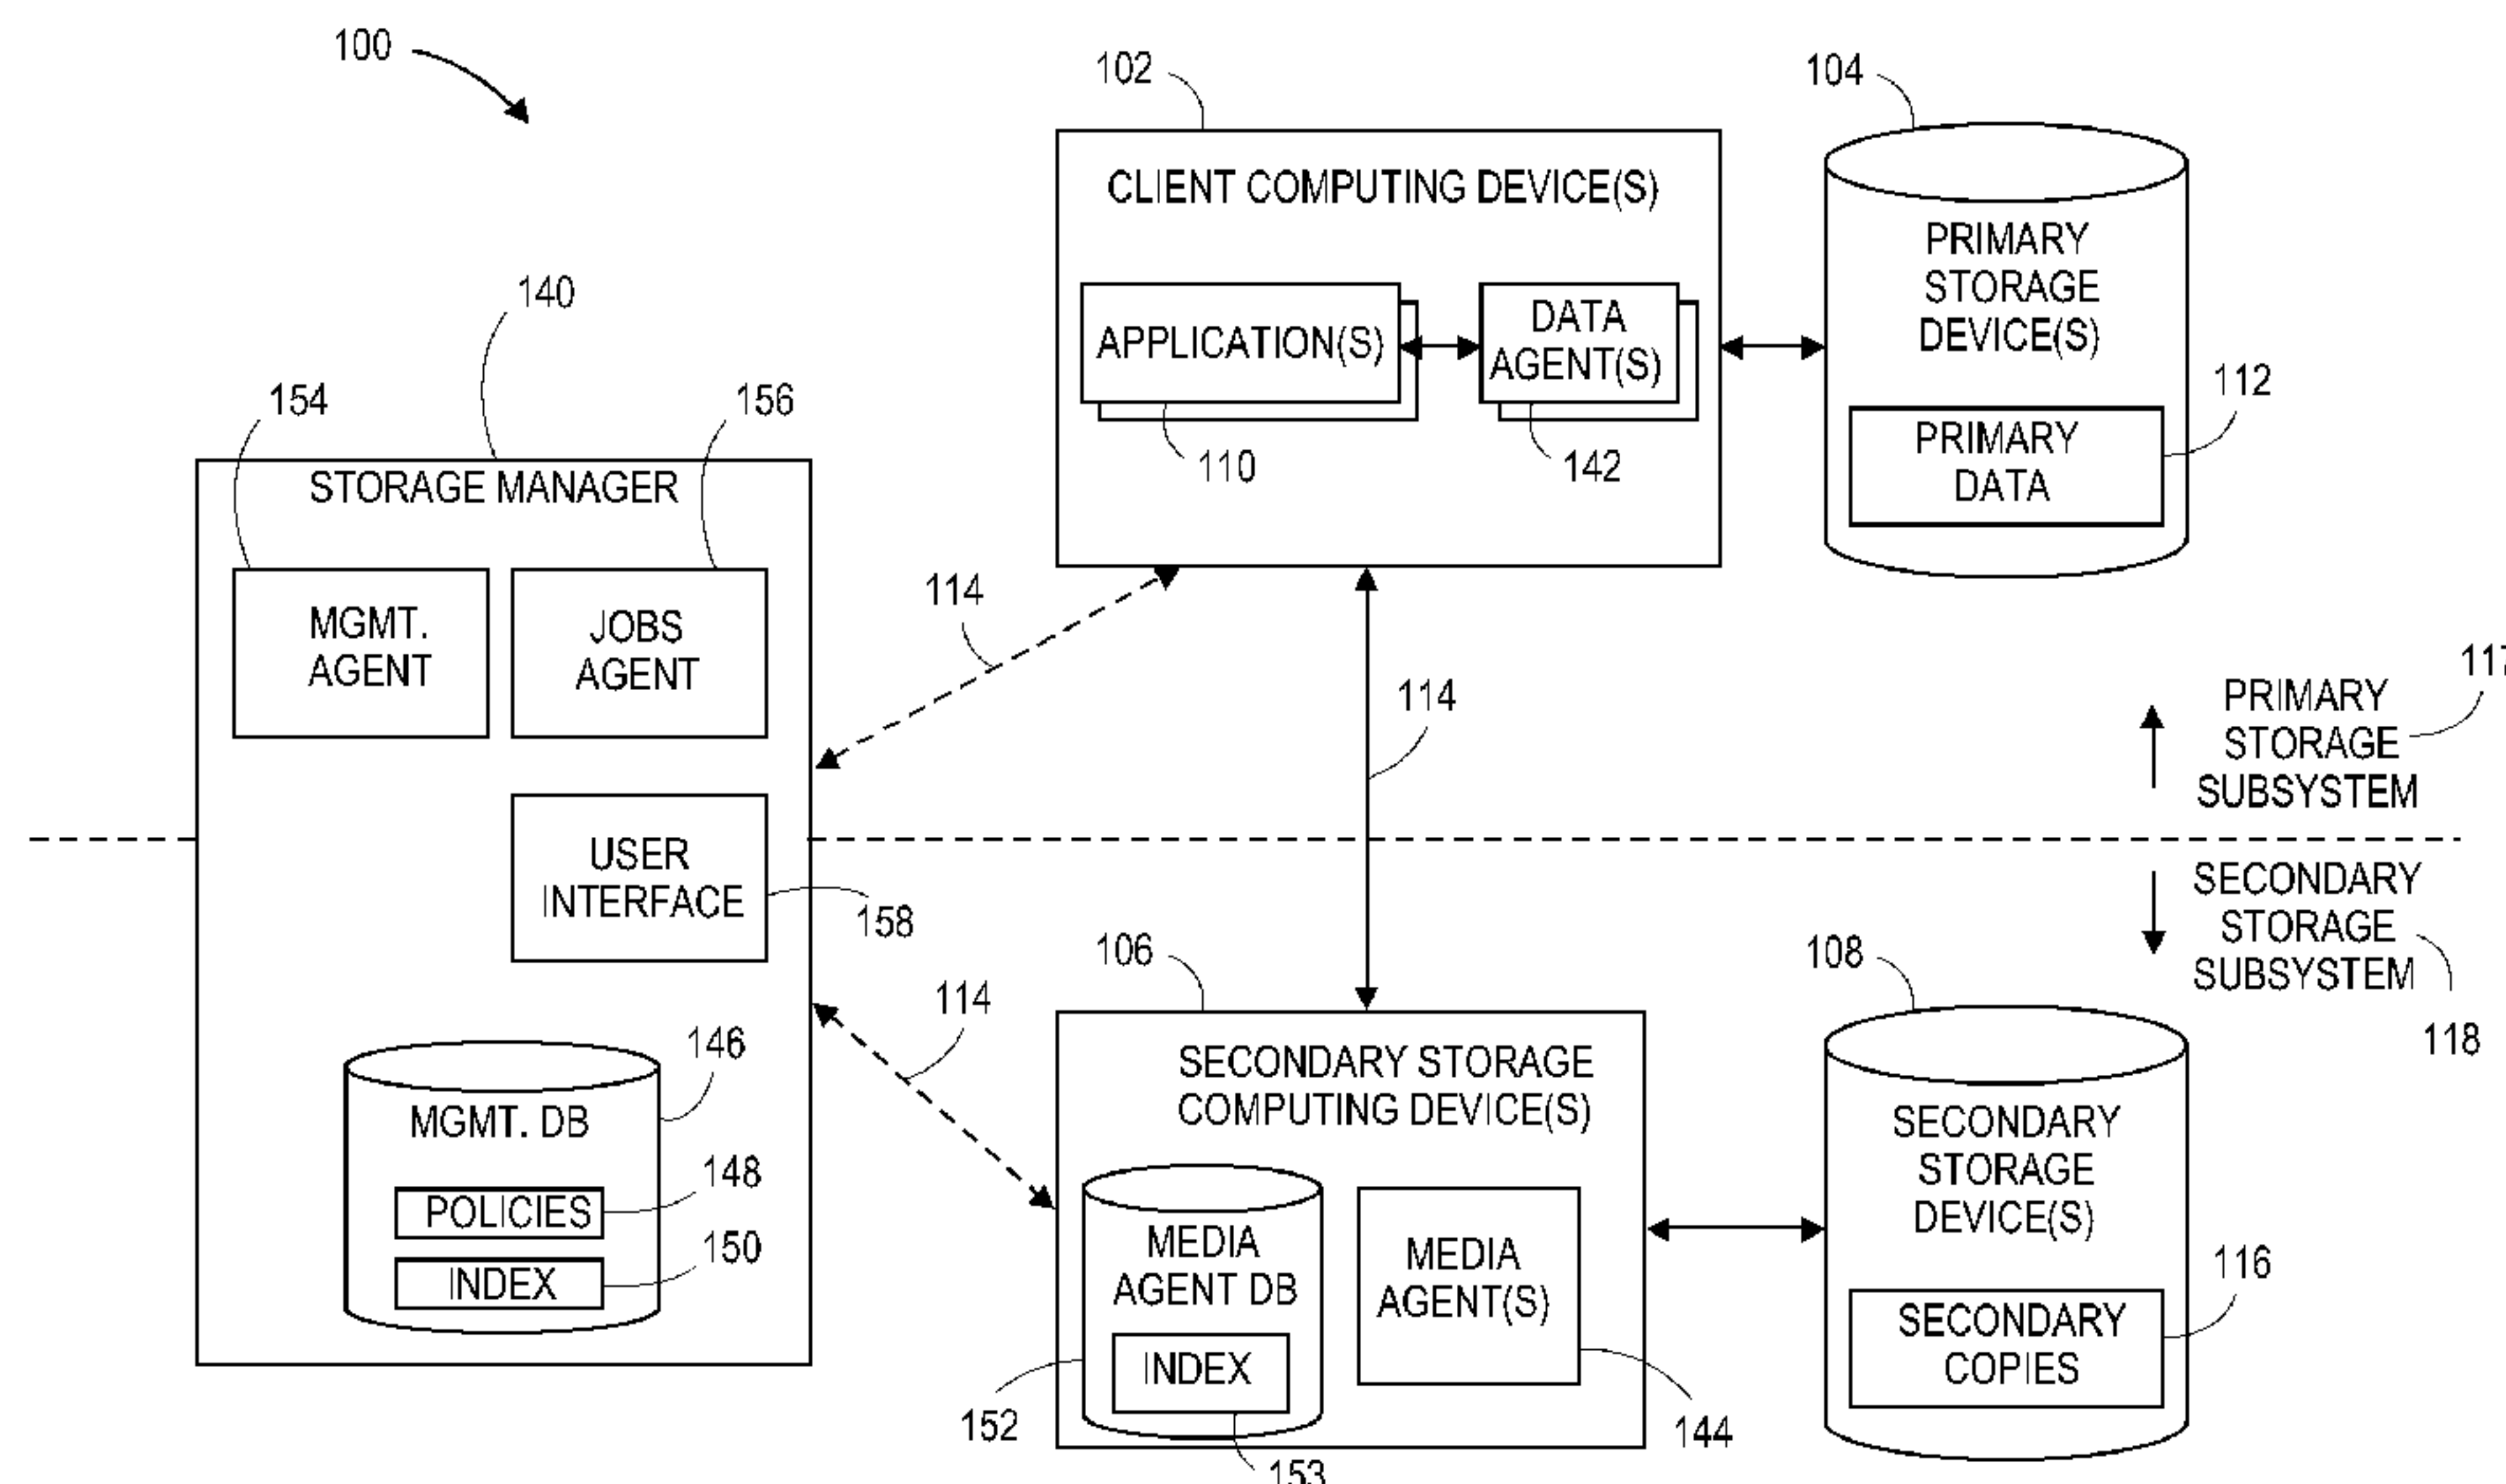 100
102
104
CLIENT COMPUTING DEVICE(S)
APPLICATION(S)
DATA
AGENT(S)
110
142
PRIMARY
STORAGE
DEVICE(S)
112
PRIMARY
DATA
140
154
156
STORAGE MANAGER
MGMT.
AGENT
JOBS
AGENT
USER
INTERFACE
158
114
114
114
PRIMARY
STORAGE
SUBSYSTEM
117
SECONDARY
STORAGE
SUBSYSTEM
118
146
MGMT. DB
148
POLICIES
150
INDEX
106
SECONDARY STORAGE
COMPUTING DEVICE(S)
MEDIA
AGENT DB
INDEX
MEDIA
AGENT(S)
152
153
144
108
SECONDARY
STORAGE
DEVICE(S)
116
SECONDARY
COPIES